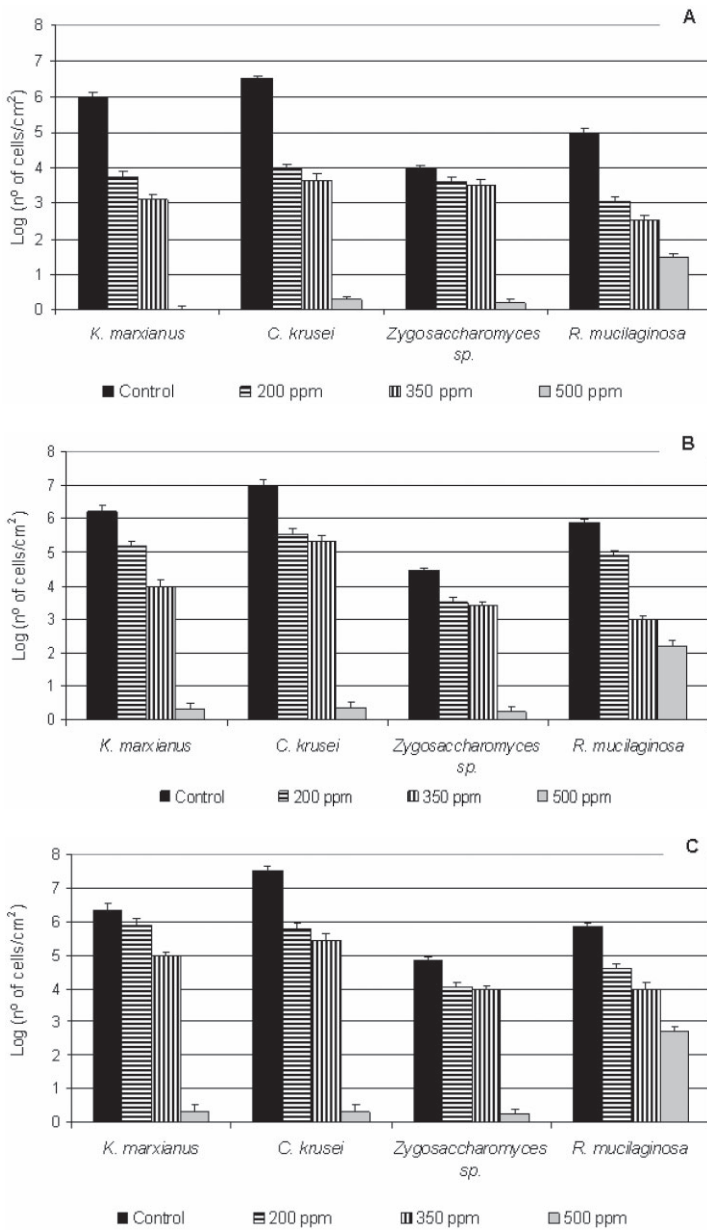 A
Log (nº of cells/cm²)
8
7
6
5
4
3
2
1
0
K. marxianus C. krusei Zygosaccharomyces R. mucilaginosa
sp.
Control 200 ppm 350 ppm 500 ppm
B
Log (nº of cells/cm²)
8
7
6
5
4
3
2
1
0
K. marxianus C. krusei Zygosaccharomyces R. mucilaginosa
sp.
Control 200 ppm 350 ppm 500 ppm
C
Log (nº of cells/cm²)
8
7
6
5
4
3
2
1
0
K. marxianus C. krusei Zygosaccharomyces R. mucilaginosa
sp.
Control 200 ppm 350 ppm 500 ppm